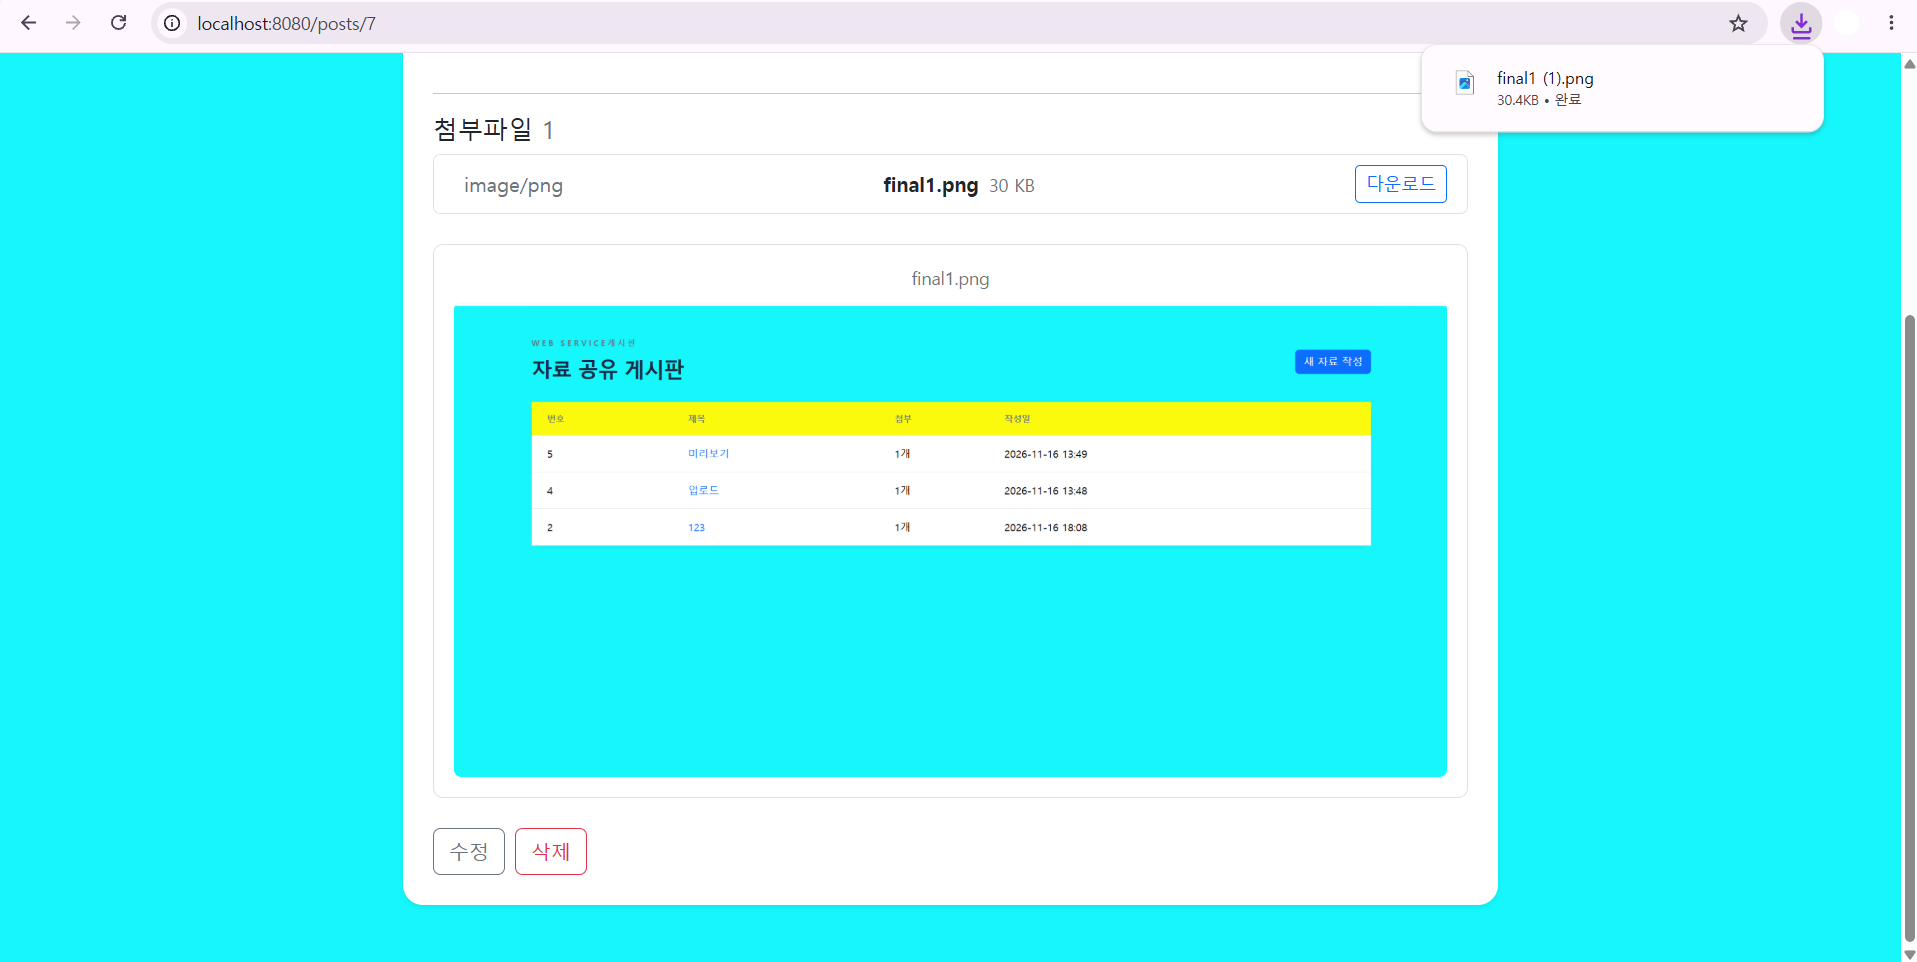 localhost:8080/posts/7
final1 (1).png
30.4KB • 완료
첨부파일 1
image/png
final1.png 30 KB
다운로드
final1.png
WEB SERVICE게시판
자료 공유 게시판
새 자료 작성
번호 제목 첨부 작성일
5 미리보기 1개 2026-11-16 13:49
4 업로드 1개 2026-11-16 13:48
2 123 1개 2026-11-16 18:08
수정
삭제